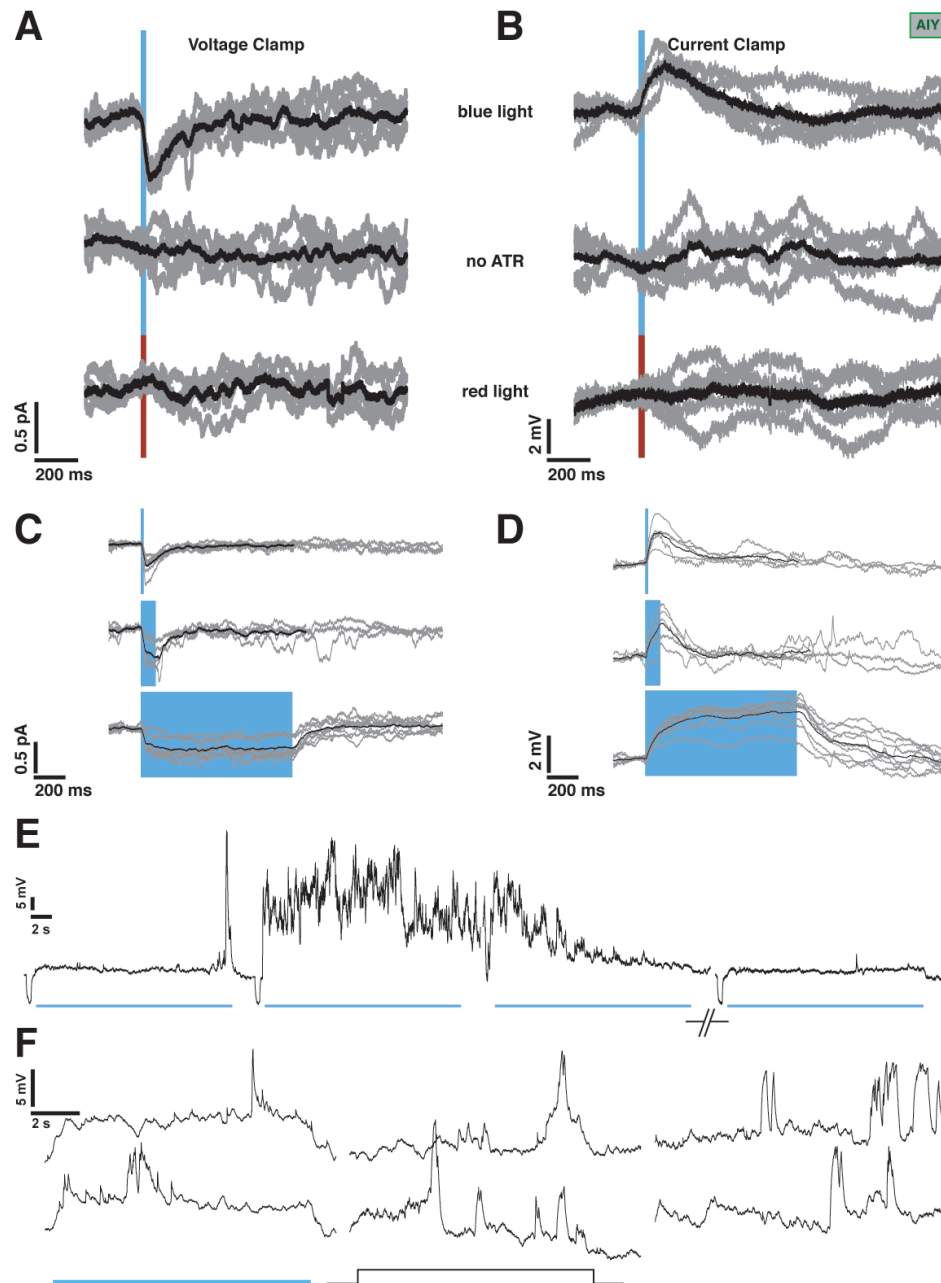 A
B
Voltage Clamp
Current Clamp
AIY
blue light
no ATR
red light
0.5 pA
200 ms
2 mV
200 ms
C
D
0.5 pA
200 ms
2 mV
200 ms
E
5 mV
2 s
F
5 mV
2 s